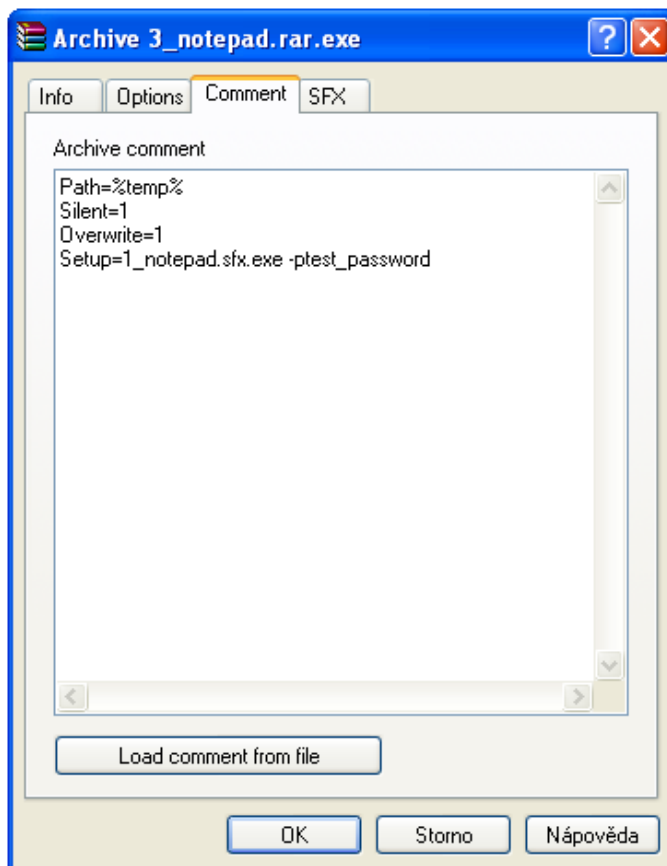 Archive 3_notepad.rar.exe
Info Options Comment SFX
Archive comment
Path=%temp%
Silent=1
Overwrite=1
Setup=1_notepad.sfx.exe -ptest_password
Load comment from file
OK Storno Nápověda